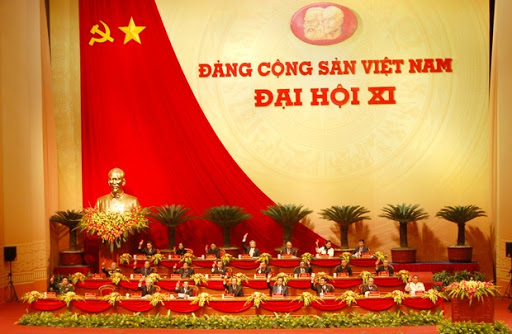 ĐẢNG CỘNG SẢN VIỆT NAM
ĐẠI HỘI XI